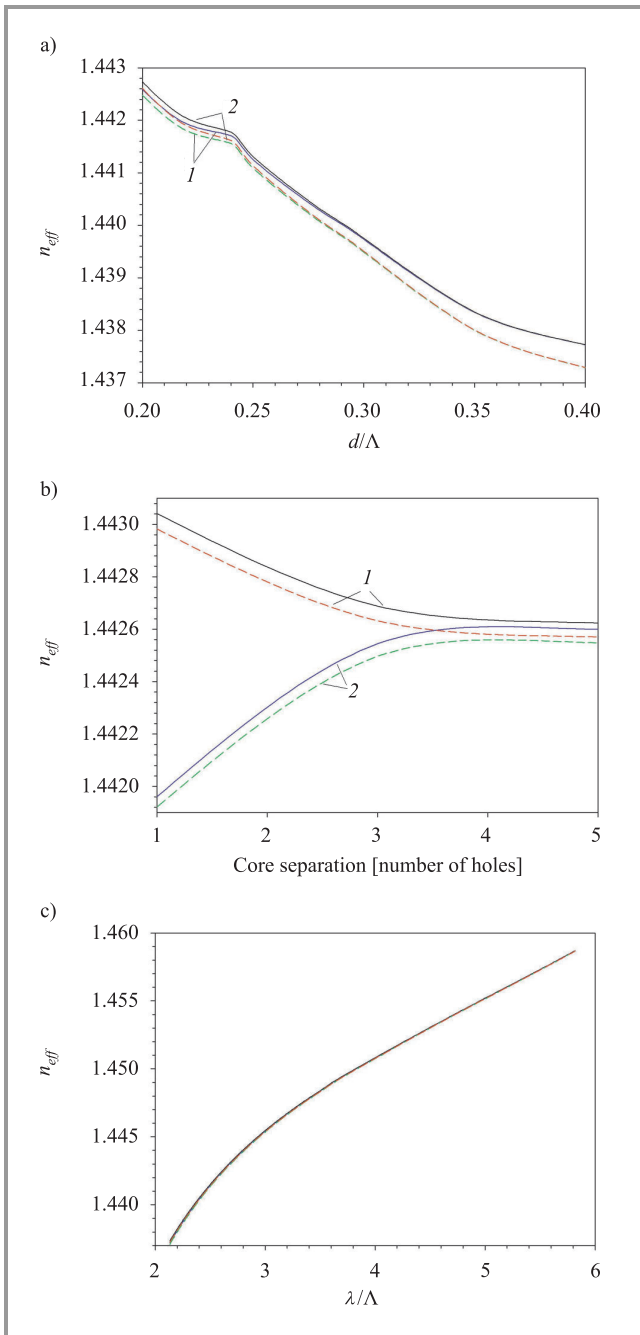 a)
1.443
1.442
1.441
1.440
1.439
1.438
1.437
n_eff
2
1
0.20 0.25 0.30 0.35 0.40
d/Λ
b)
1.4430
1.4428
1.4426
1.4424
1.4422
1.4420
n_eff
1
2
1 2 3 4 5
Core separation [number of holes]
c)
1.460
1.455
1.450
1.445
1.440
n_eff
2 3 4 5 6
λ/Λ